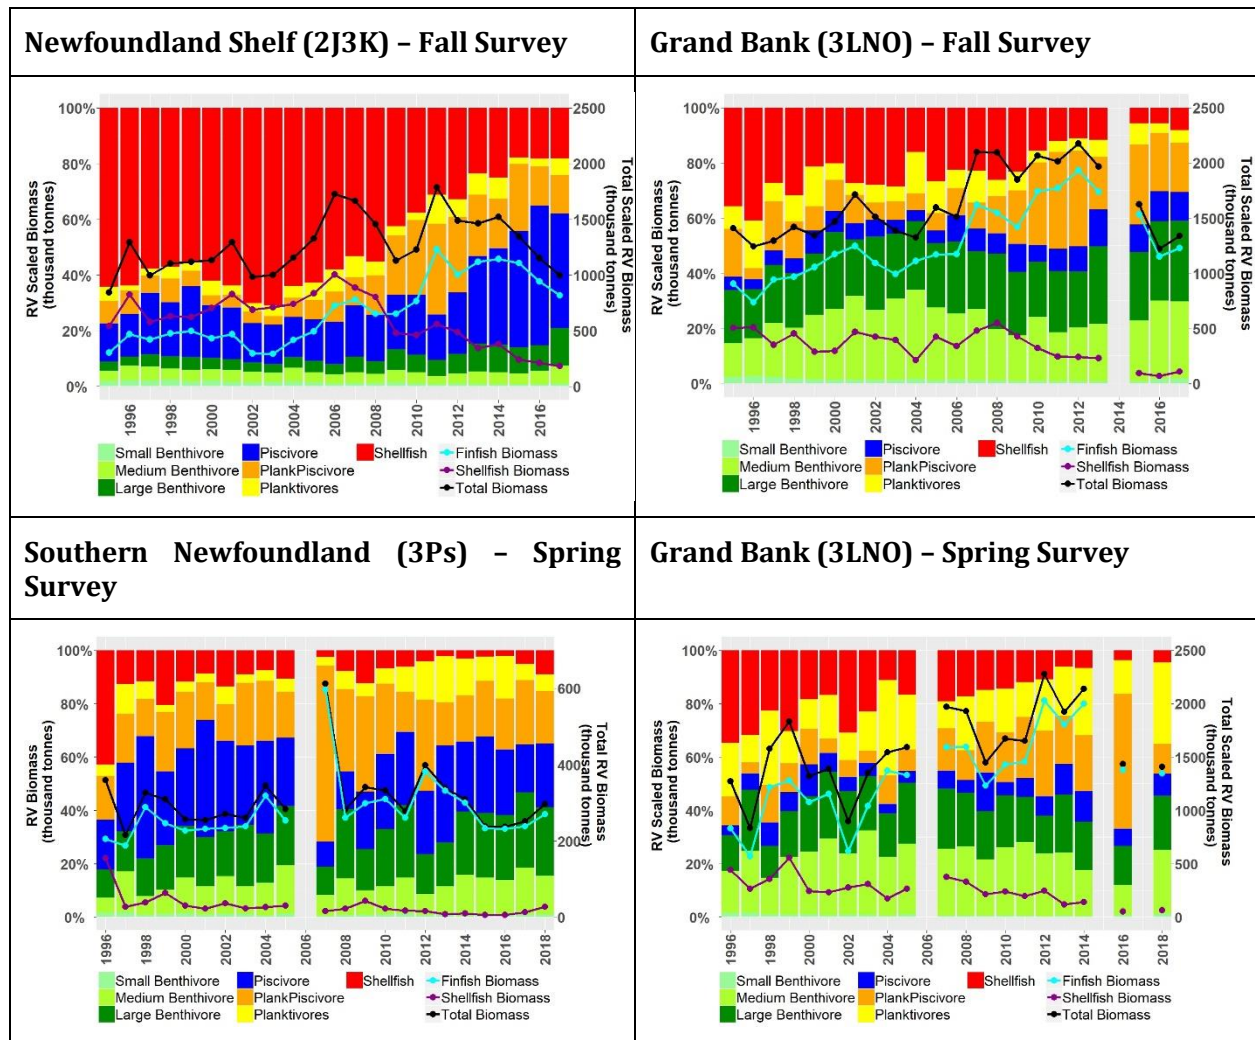 Newfoundland Shelf (2J3K) – Fall Survey
100%
80%
60%
40%
20%
0%
RV Scaled Biomass
(thousand tonnes)
2500
2000
1500
1000
500
0
Total Scaled RV Biomass
(thousand tonnes)
1996
1998
2000
2002
2004
2006
2008
2010
2012
2014
2016
Small Benthivore
Medium Benthivore
Large Benthivore
Piscivore
PlankPiscivore
Planktivores
Shellfish
Finfish Biomass
Shellfish Biomass
Total Biomass
Grand Bank (3LNO) – Fall Survey
100%
80%
60%
40%
20%
0%
RV Scaled Biomass
(thousand tonnes)
2500
2000
1500
1000
500
0
Total Scaled RV Biomass
(thousand tonnes)
1996
1998
2000
2002
2004
2006
2008
2010
2012
2014
2016
Small Benthivore
Medium Benthivore
Large Benthivore
Piscivore
PlankPiscivore
Planktivores
Shellfish
Finfish Biomass
Shellfish Biomass
Total Biomass
Southern Newfoundland (3Ps) – Spring
Survey
100%
80%
60%
40%
20%
0%
RV Biomass
(thousand tonnes)
600
400
200
0
Total RV Biomass
(thousand tonnes)
1996
1998
2000
2002
2004
2006
2008
2010
2012
2014
2016
2018
Small Benthivore
Medium Benthivore
Large Benthivore
Piscivore
PlankPiscivore
Planktivores
Shellfish
Finfish Biomass
Shellfish Biomass
Total Biomass
Grand Bank (3LNO) – Spring Survey
100%
80%
60%
40%
20%
0%
RV Scaled Biomass
(thousand tonnes)
2500
2000
1500
1000
500
0
Total Scaled RV Biomass
(thousand tonnes)
1996
1998
2000
2002
2004
2006
2008
2010
2012
2014
2016
2018
Small Benthivore
Medium Benthivore
Large Benthivore
Piscivore
PlankPiscivore
Planktivores
Shellfish
Finfish Biomass
Shellfish Biomass
Total Biomass